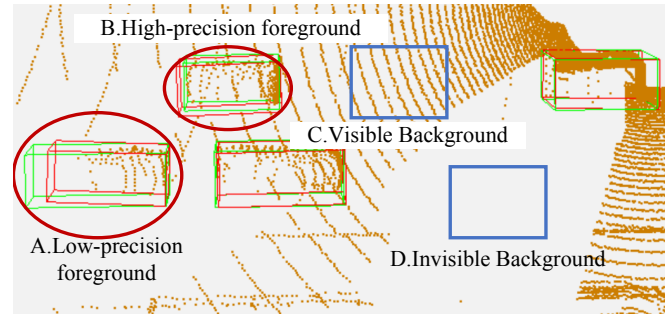 B.High-precision foreground
C.Visible Background
A.Low-precision
foreground
D.Invisible Background